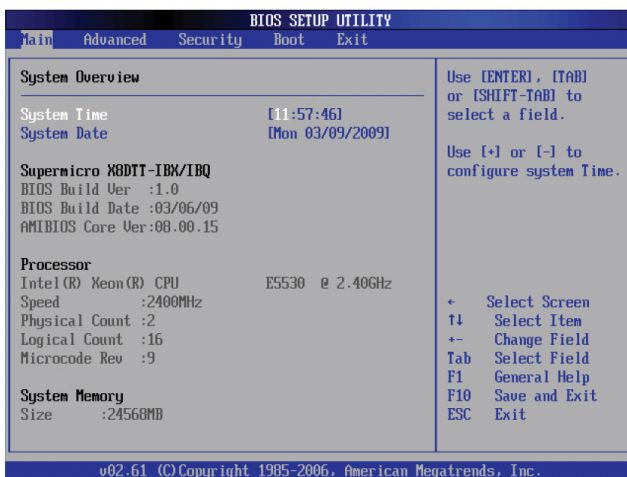 BIOS SETUP UTILITY
Main Advanced Security Boot Exit
System Overview
System Time [11:57:46]
System Date [Mon 03/09/2009]
Supermicro X8DTT-IBX/IBQ
BIOS Build Ver :1.0
BIOS Build Date :03/06/09
AMIBIOS Core Ver:08.00.15
Processor
Intel(R) Xeon(R) CPU E5530 @ 2.40GHz
Speed :2400MHz
Physical Count :2
Logical Count :16
Microcode Rev :9
System Memory
Size :24568MB
Use [ENTER], [TAB]
or [SHIFT-TAB] to
select a field.
Use [+] or [-] to
configure system Time.
← Select Screen
↑↓ Select Item
+- Change Field
Tab Select Field
F1 General Help
F10 Save and Exit
ESC Exit
v02.61 (C)Copyright 1985-2006, American Megatrends, Inc.